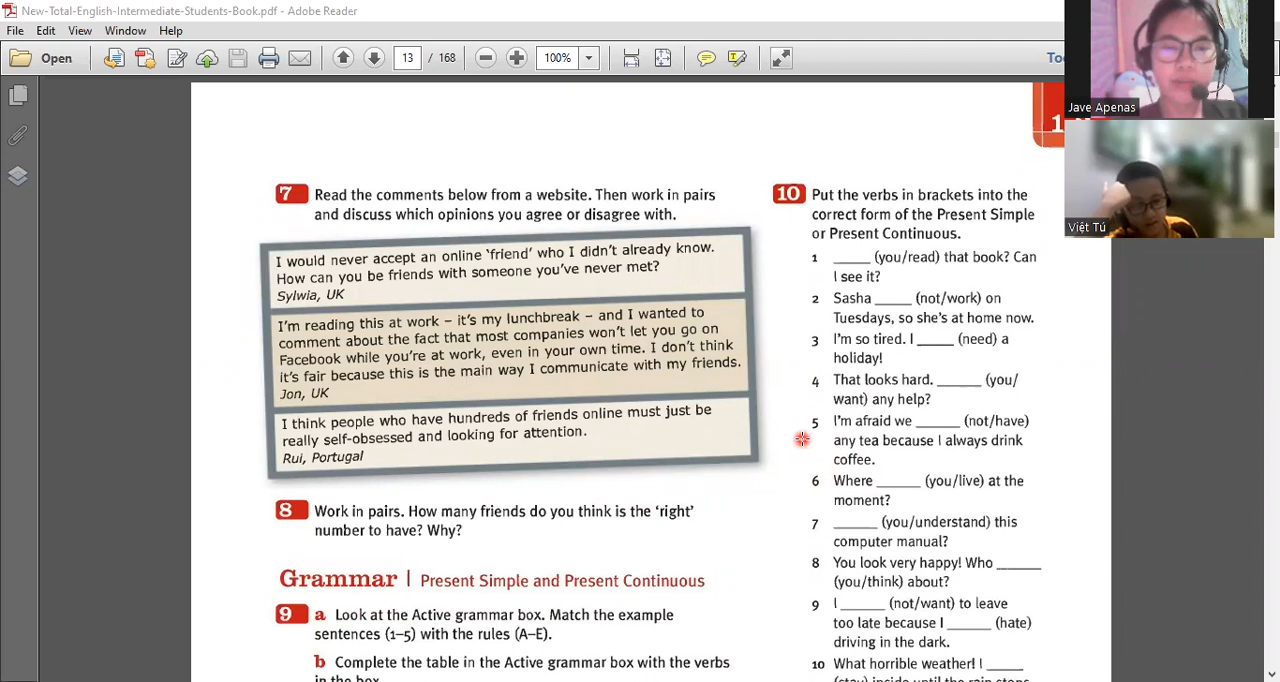 New-Total-English-Intermediate-Students-Book.pdf - Adobe Reader
File Edit View Window Help
Open 13 / 168 100%
Jave Apenas
Việt Tú
7 Read the comments below from a website. Then work in pairs
and discuss which opinions you agree or disagree with.
I would never accept an online ‘friend’ who I didn’t already know.
How can you be friends with someone you’ve never met?
Sylwia, UK
I’m reading this at work – it’s my lunchbreak – and I wanted to
comment about the fact that most companies won’t let you go on
Facebook while you’re at work, even in your own time. I don’t think
it’s fair because this is the main way I communicate with my friends.
Jon, UK
I think people who have hundreds of friends online must just be
really self-obsessed and looking for attention.
Rui, Portugal
8 Work in pairs. How many friends do you think is the ‘right’
number to have? Why?
Grammar | Present Simple and Present Continuous
9 a Look at the Active grammar box. Match the example
sentences (1–5) with the rules (A–E).
b Complete the table in the Active grammar box with the verbs
in the box.
10 Put the verbs in brackets into the
correct form of the Present Simple
or Present Continuous.
1 _____ (you/read) that book? Can
I see it?
2 Sasha _____ (not/work) on
Tuesdays, so she’s at home now.
3 I’m so tired. I _____ (need) a
holiday!
4 That looks hard. ______ (you/
want) any help?
5 I’m afraid we ______ (not/have)
any tea because I always drink
coffee.
6 Where ______ (you/live) at the
moment?
7 ______ (you/understand) this
computer manual?
8 You look very happy! Who ______
(you/think) about?
9 I ______ (not/want) to leave
too late because I ______ (hate)
driving in the dark.
10 What horrible weather! I _____
(stay) inside until the rain stops